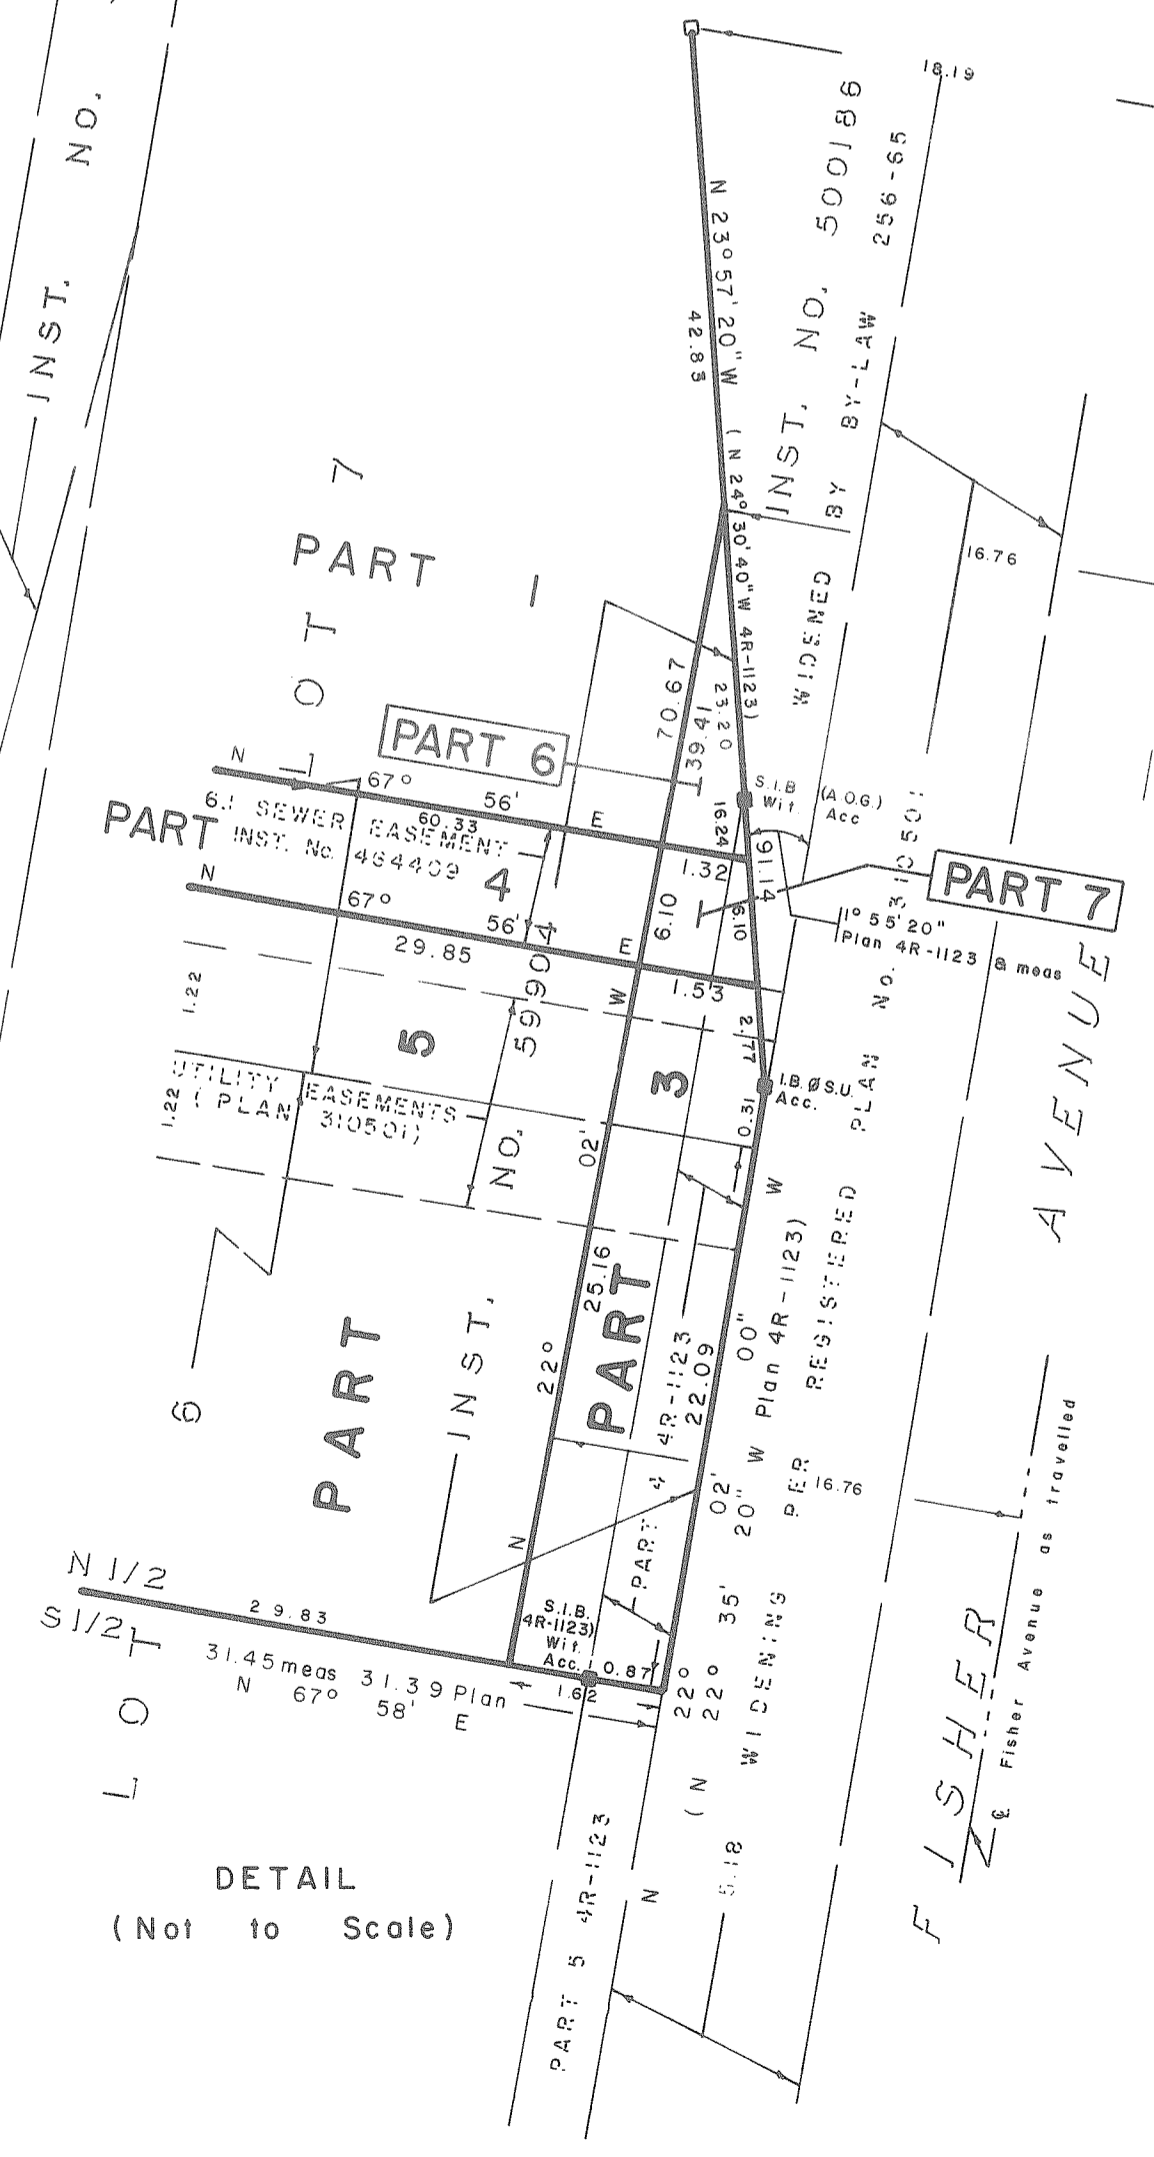 INST. NO.
18.19
INST. NO. 500186
WIDENED BY BY-LAW 256-65
N 23° 57' 20" W (N 24° 30' 40" W 4R-1123)
42.83
16.76
PART 1
LOT 7
PART 6
70.67
39.41
23.20
S.I.B
Wit.
(A.O.G.)
Acc
N 67° 56' E
60.33
SEWER EASEMENT
INST. No. 464409
PART 4
16.24
1.32
91.14
PART 7
6.10
6.10
1° 55' 20"
Plan 4R-1123 & meas
N 67° 56' E
29.85
1.53
1.22
1.22
UTILITY EASEMENTS
( PLAN 310501)
2.77
I.B. Ø S.U.
Acc.
0.31
PART 5
INST. NO. 599904
PART 3
N 22° 02' W
25.16
4R-1123
22.09
PART 4
6
N 22° 02' 00" W
(N 22° 35' 20" W Plan 4R-1123)
WIDENING PER REGISTERED PLAN No. 310501
16.76
FISHER AVENUE
℄ Fisher Avenue as travelled
N 1/2
S 1/2
LOT
29.83
31.45 meas 31.39 Plan
N 67° 58' E
S.I.B.
4R-1123)
Wit.
Acc.
0.87
1.62
5.18
PART 5 4R-1123
DETAIL
(Not to Scale)